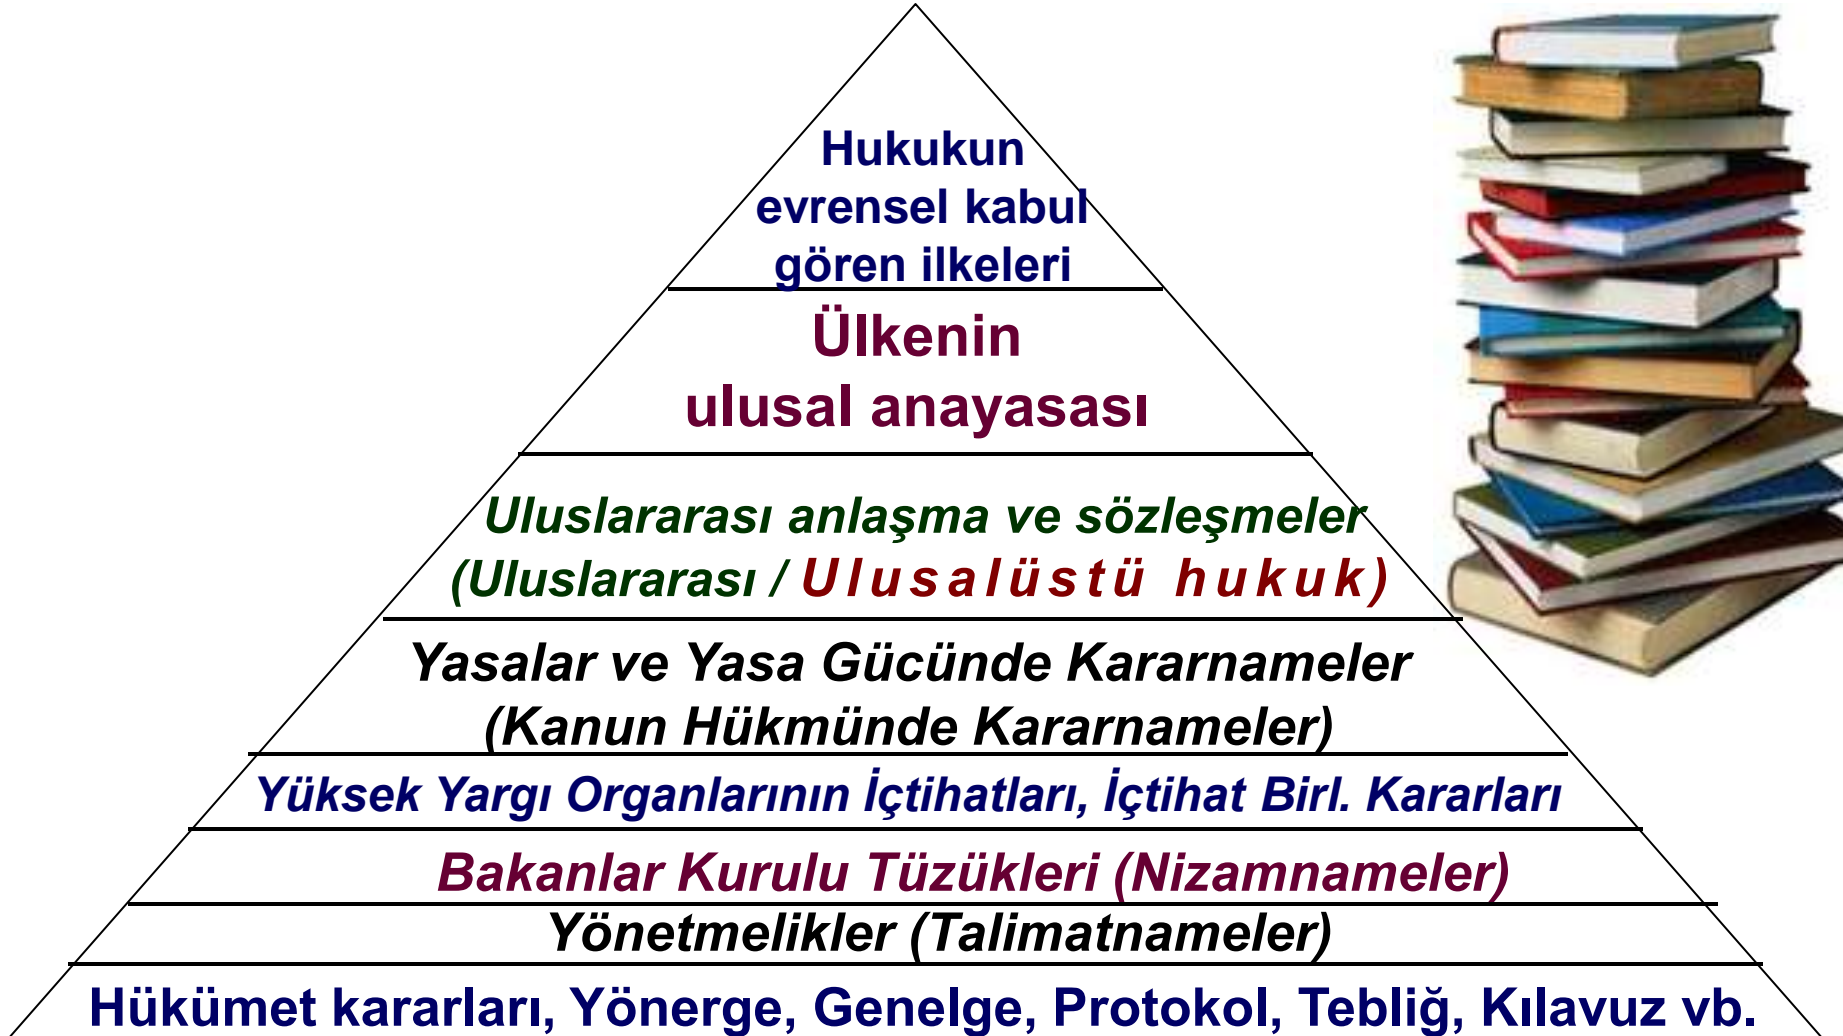 Hukukun
evrensel kabul
gören ilkeleri
Ülkenin
ulusal anayasası
Uluslararası anlaşma ve sözleşmeler
(Uluslararası / Ulusalüstü hukuk)
Yasalar ve Yasa Gücünde Kararnameler
(Kanun Hükmünde Kararnameler)
Yüksek Yargı Organlarının İçtihatları, İçtihat Birl. Kararları
Bakanlar Kurulu Tüzükleri (Nizamnameler)
Yönetmelikler (Talimatnameler)
Hükümet kararları, Yönerge, Genelge, Protokol, Tebliğ, Kılavuz vb.